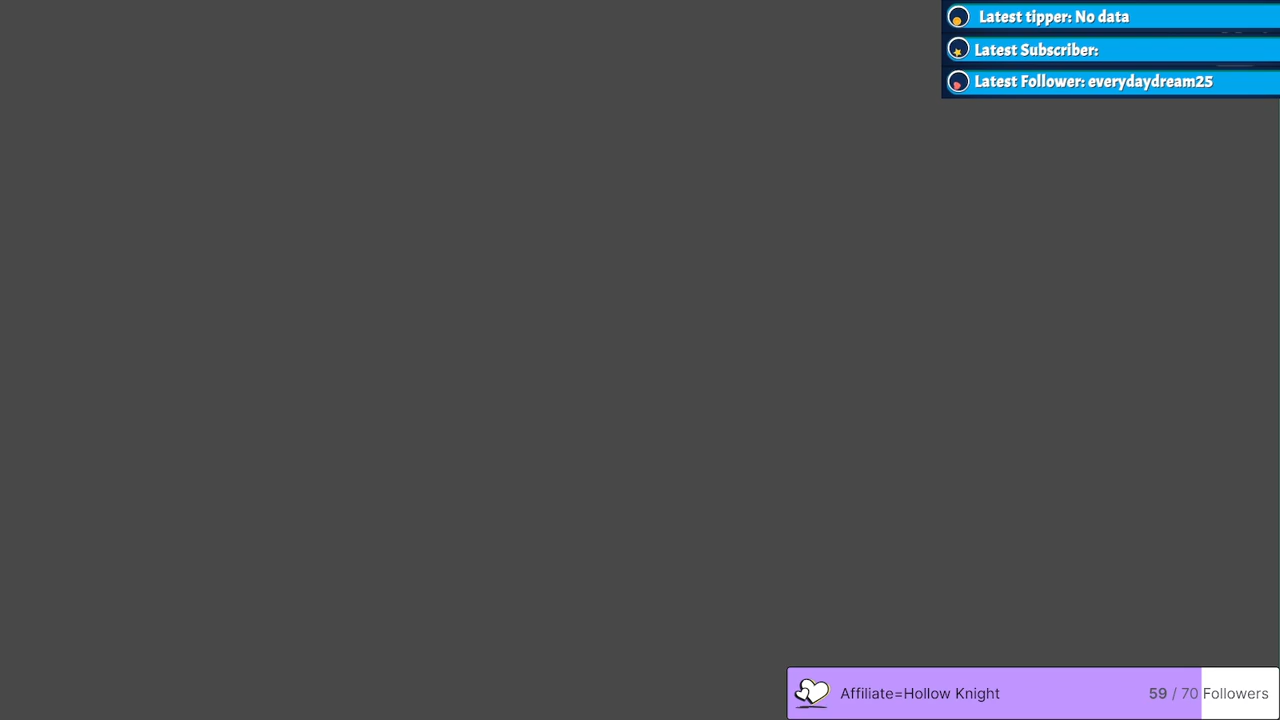 Latest tipper: No data
Latest Subscriber:
Latest Follower: everydaydream25
Affiliate=Hollow Knight 59 / 70 Followers